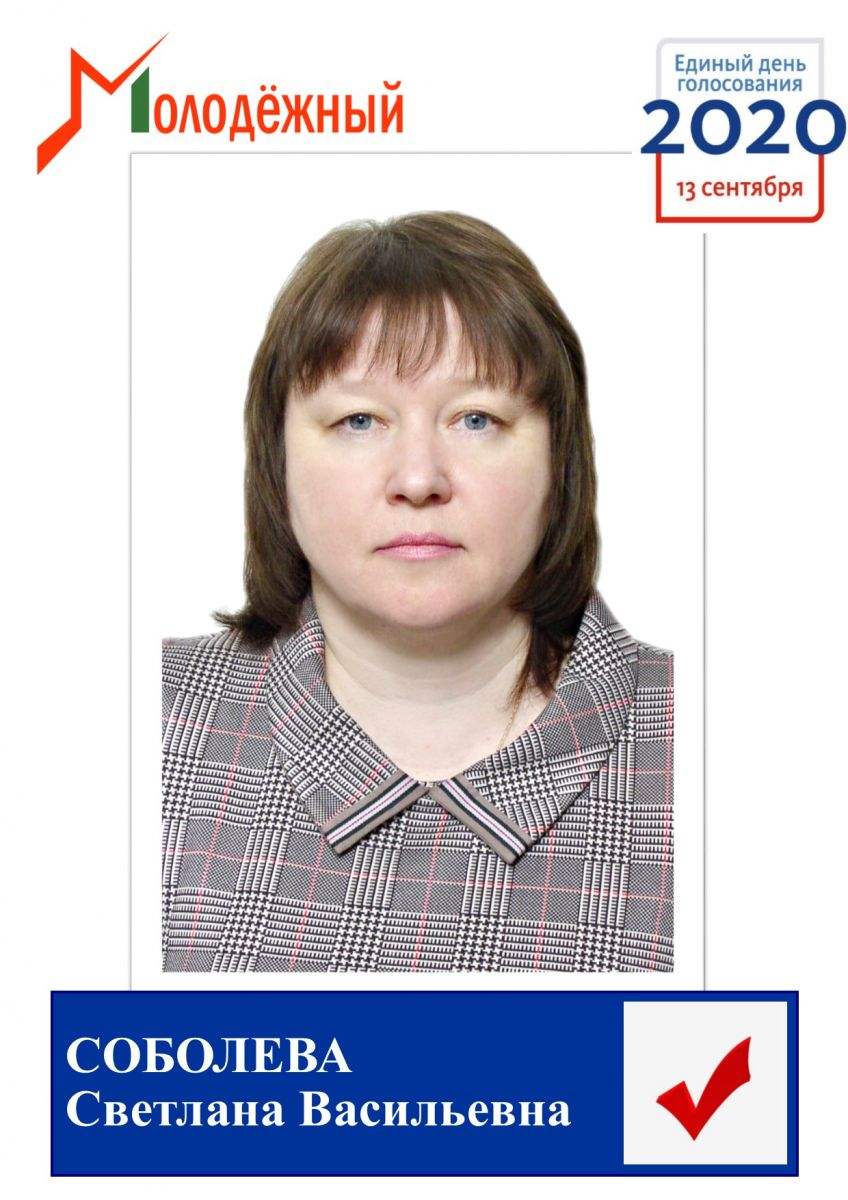 Молодёжный
Единый день
голосования
2020
13 сентября
СОБОЛЕВА
Светлана Васильевна